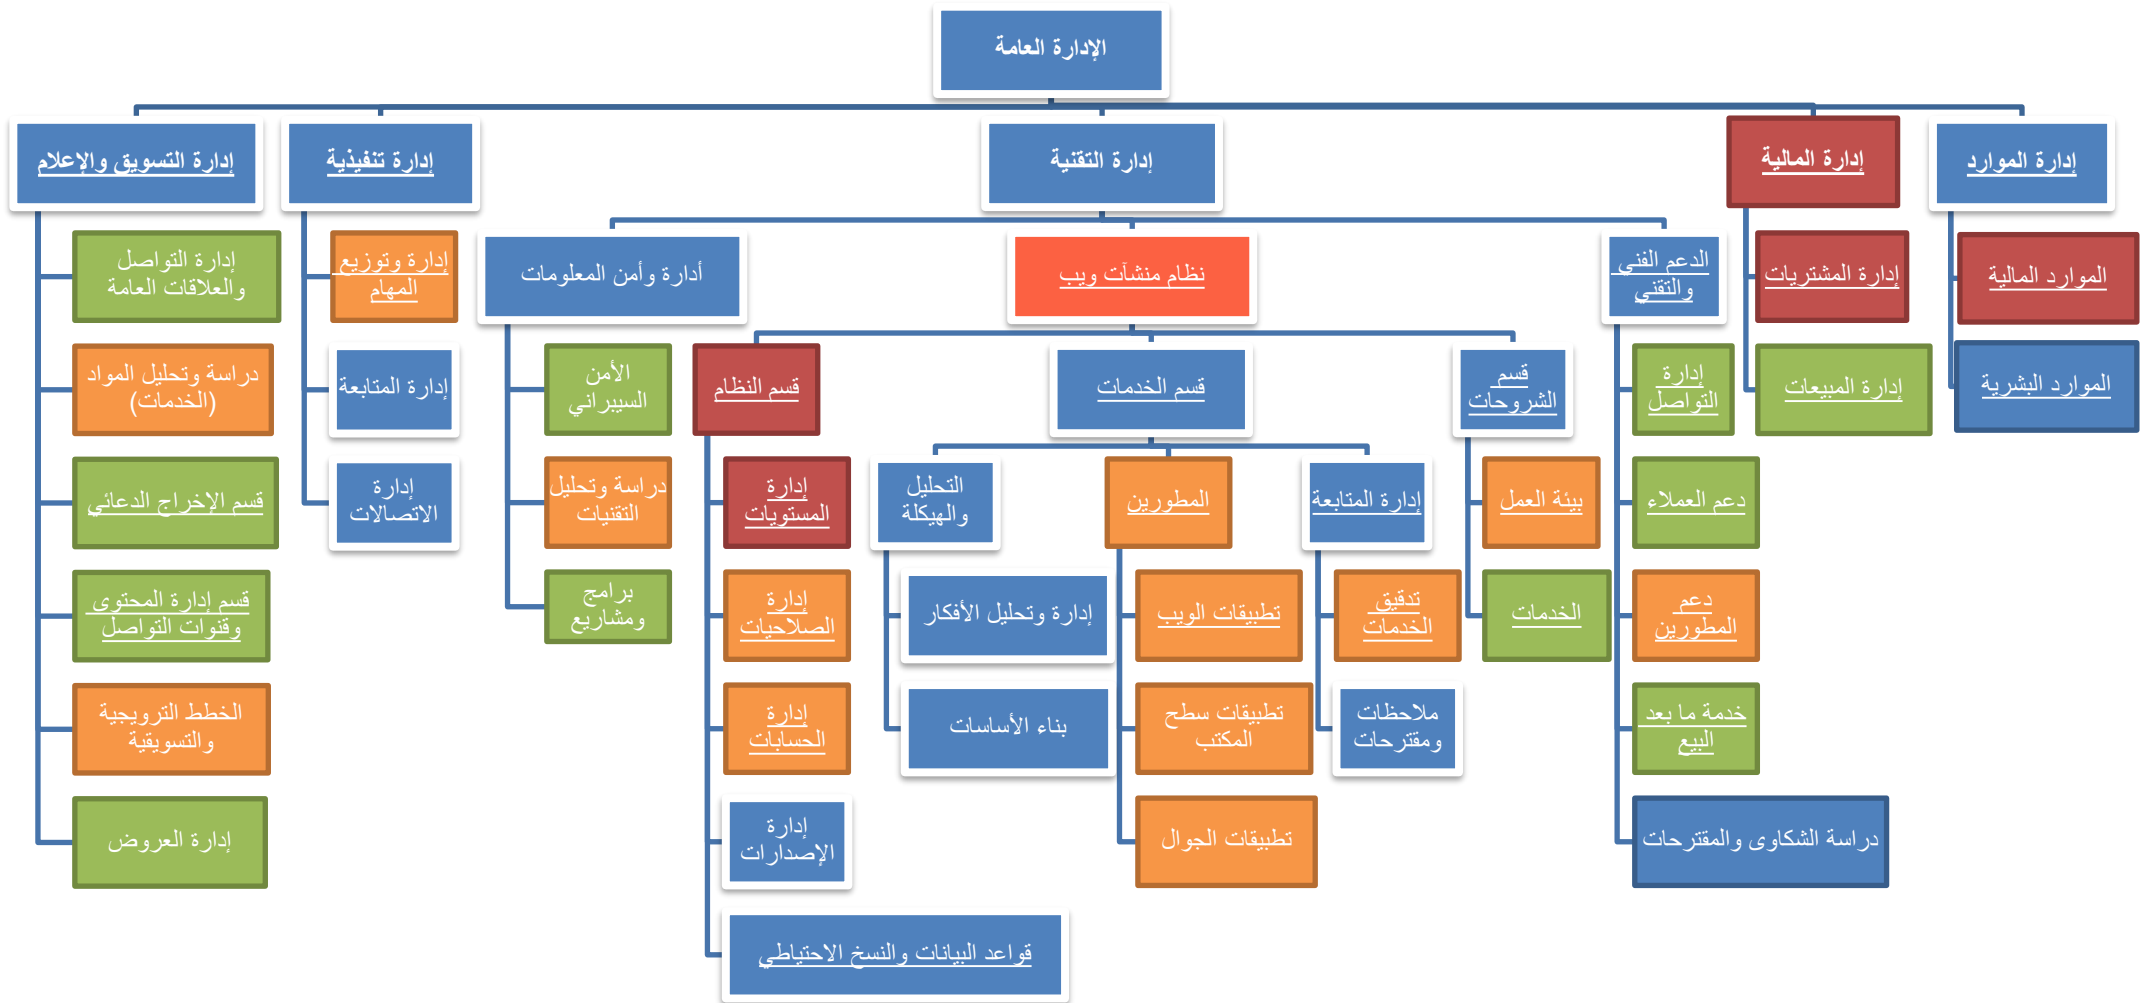 الإدارة العامة
إدارة الموارد
إدارة المالية
إدارة التقنية
إدارة تنفيذية
إدارة التسويق والإعلام
الموارد المالية
الموارد البشرية
إدارة المشتريات
إدارة المبيعات
الدعم الفني
والتقني
إدارة
التواصل
دعم العملاء
دعم
المطورين
خدمة ما بعد
البيع
دراسة الشكاوى والمقترحات
نظام منشآت ويب
قسم
الشروحات
بيئة العمل
الخدمات
قسم الخدمات
إدارة المتابعة
تدقيق
الخدمات
ملاحظات
ومقترحات
المطورين
تطبيقات الويب
تطبيقات سطح
المكتب
تطبيقات الجوال
التحليل
والهيكلة
إدارة وتحليل الأفكار
بناء الأساسات
قسم النظام
إدارة
المستويات
إدارة
الصلاحيات
إدارة
الحسابات
إدارة
الإصدارات
قواعد البيانات والنسخ الاحتياطي
أدارة وأمن المعلومات
الأمن
السيبراني
دراسة وتحليل
التقنيات
برامج
ومشاريع
إدارة وتوزيع
المهام
إدارة المتابعة
إدارة
الاتصالات
إدارة التواصل
والعلاقات العامة
دراسة وتحليل المواد
(الخدمات)
قسم الإخراج الدعائي
قسم إدارة المحتوى
وقنوات التواصل
الخطط الترويجية
والتسويقية
إدارة العروض